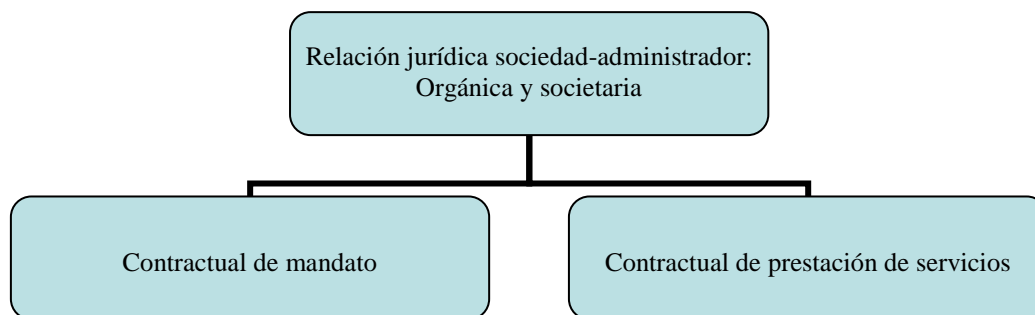 Relación jurídica sociedad-administrador:
Orgánica y societaria
Contractual de mandato
Contractual de prestación de servicios